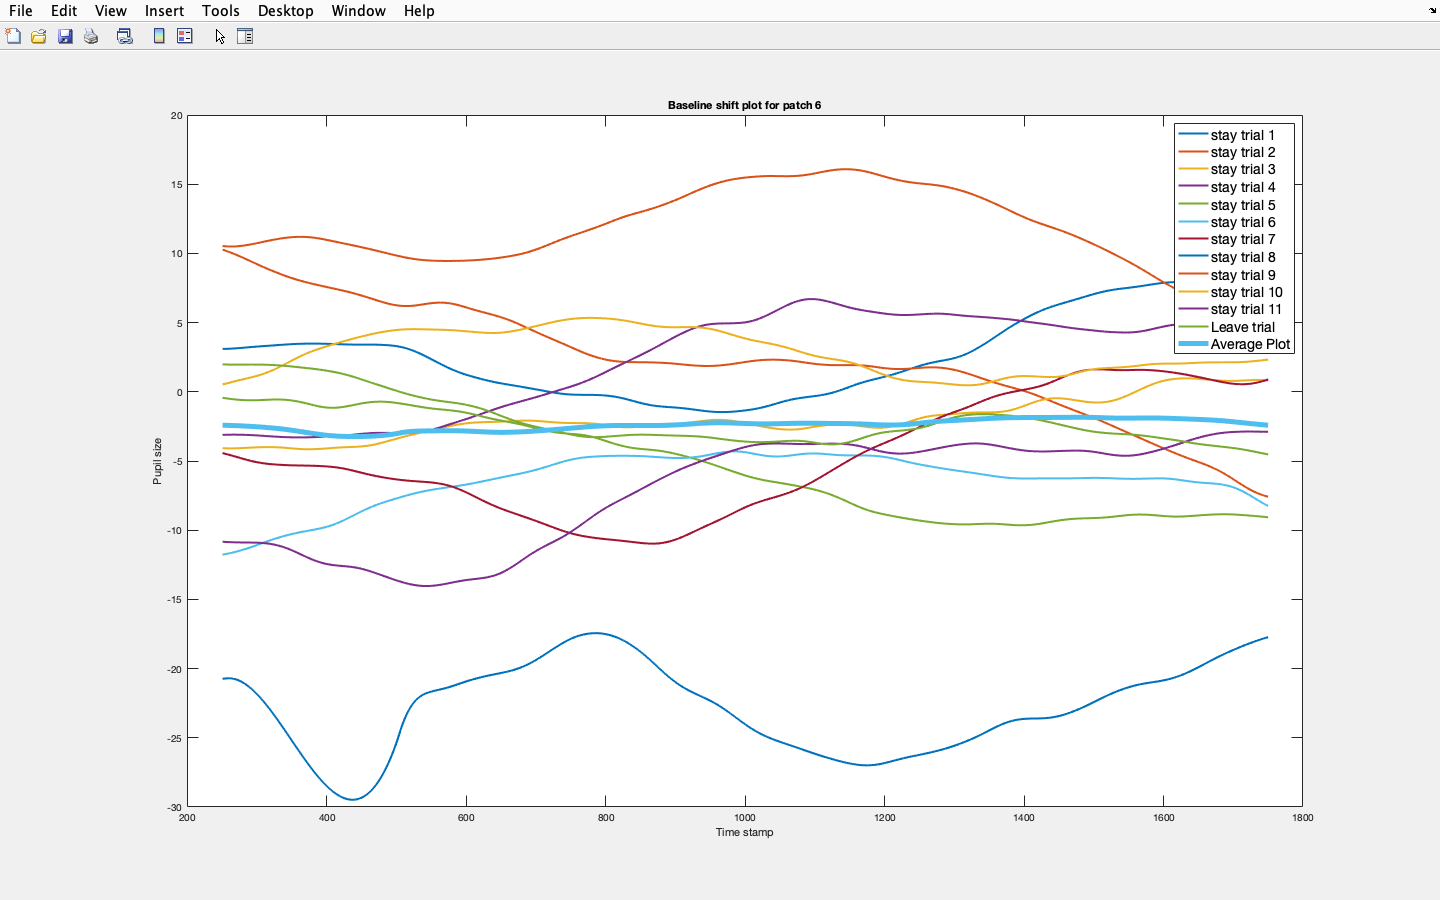 File Edit View Insert Tools Desktop Window Help
Baseline shift plot for patch 6
20
15
10
5
0
-5
-10
-15
-20
-25
-30
Pupil size
stay trial 1
stay trial 2
stay trial 3
stay trial 4
stay trial 5
stay trial 6
stay trial 7
stay trial 8
stay trial 9
stay trial 10
stay trial 11
Leave trial
Average Plot
200 400 600 800 1000 1200 1400 1600 1800
Time stamp